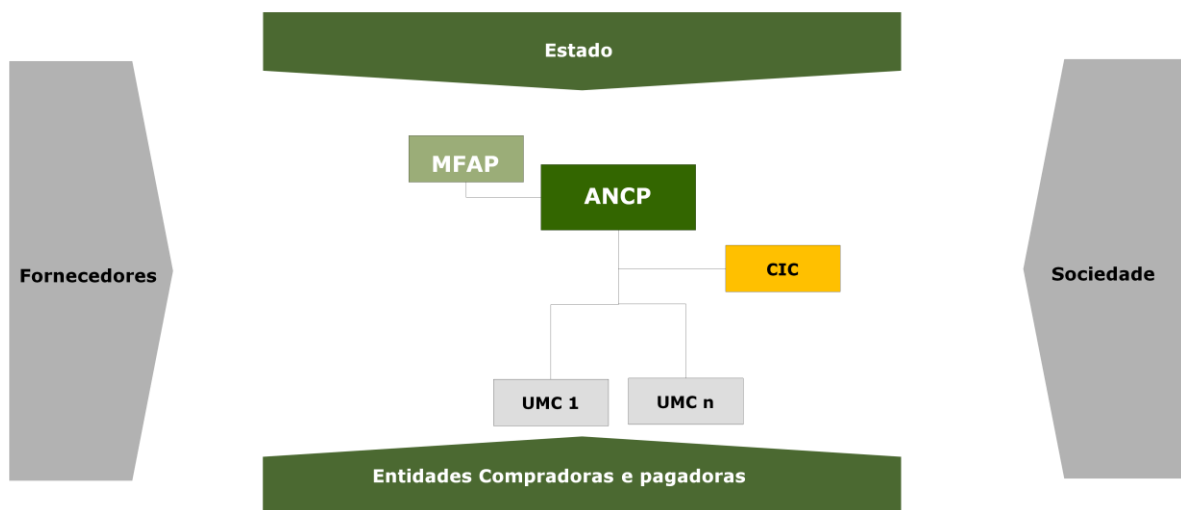 Estado
MFAP
ANCP
CIC
Fornecedores
Sociedade
UMC 1
UMC n
Entidades Compradoras e pagadoras